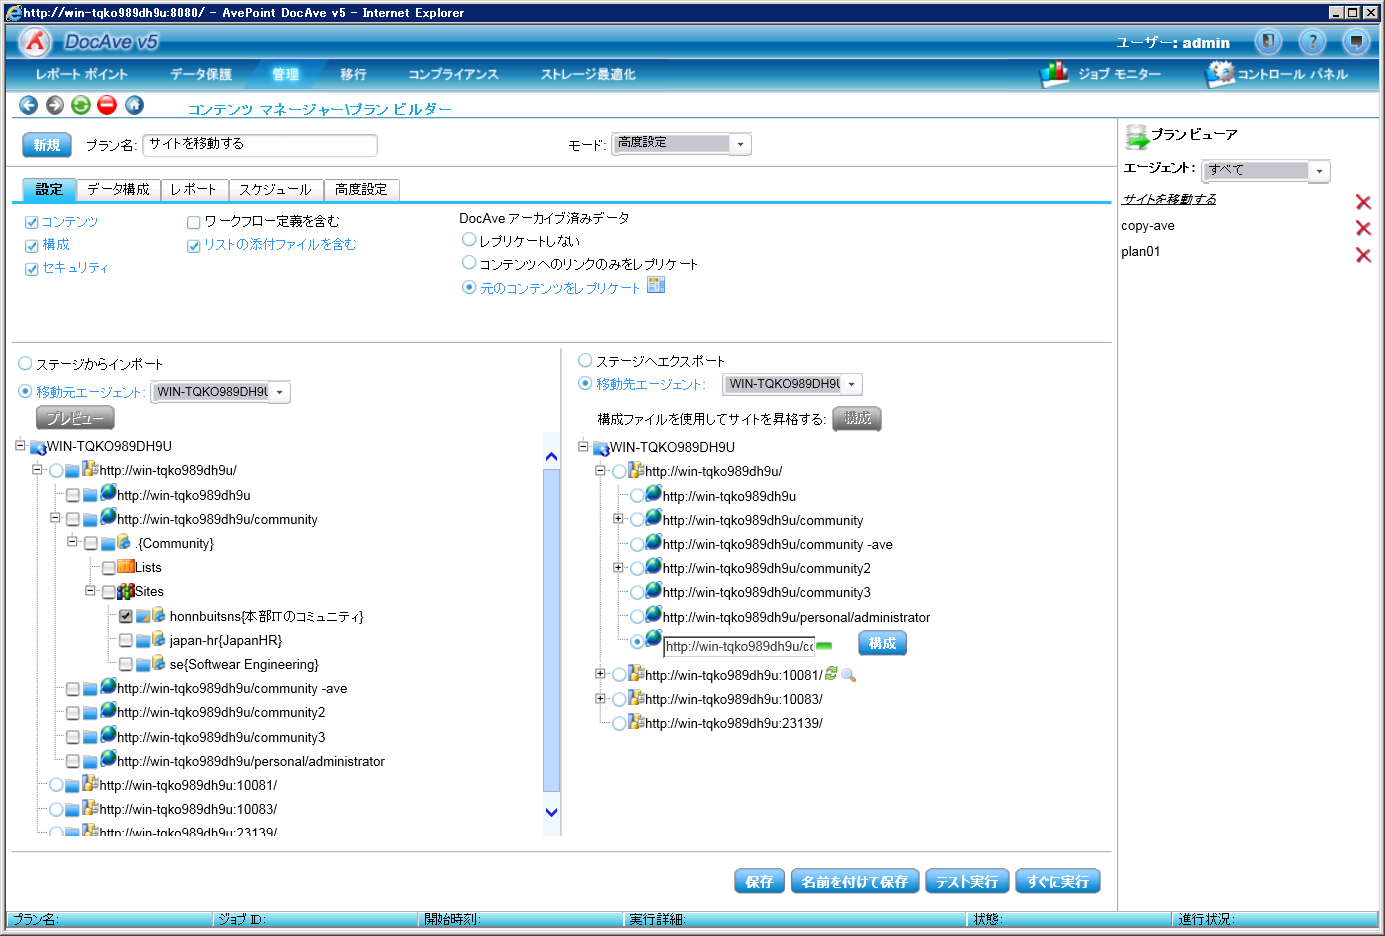 http://win-tqko989dh9u:8080/ - AvePoint DocAve v5 - Internet Explorer
DocAve v5
ユーザー: admin
レポート ポイント データ保護 管理 移行 コンプライアンス ストレージ最適化 ジョブ モニター コントロール パネル
コンテンツ マネージャー\プラン ビルダー
新規 プラン名: サイトを移動する モード: 高度設定
設定 データ構成 レポート スケジュール 高度設定
コンテンツ
構成
セキュリティ
ワークフロー定義を含む
リストの添付ファイルを含む
DocAve アーカイブ済みデータ
レプリケートしない
コンテンツへのリンクのみをレプリケート
元のコンテンツをレプリケート
ステージからインポート
移動元エージェント: WIN-TQKO989DH9U
プレビュー
WIN-TQKO989DH9U
http://win-tqko989dh9u/
http://win-tqko989dh9u
http://win-tqko989dh9u/community
.{Community}
Lists
Sites
honnbuitsns{本部ITのコミュニティ}
japan-hr{JapanHR}
se{Softwear Engineering}
http://win-tqko989dh9u/community -ave
http://win-tqko989dh9u/community2
http://win-tqko989dh9u/community3
http://win-tqko989dh9u/personal/administrator
http://win-tqko989dh9u:10081/
http://win-tqko989dh9u:10083/
http://win-tqko989dh9u:23139/
ステージへエクスポート
移動先エージェント: WIN-TQKO989DH9U
構成ファイルを使用してサイトを昇格する: 構成
WIN-TQKO989DH9U
http://win-tqko989dh9u/
http://win-tqko989dh9u
http://win-tqko989dh9u/community
http://win-tqko989dh9u/community -ave
http://win-tqko989dh9u/community2
http://win-tqko989dh9u/community3
http://win-tqko989dh9u/personal/administrator
http://win-tqko989dh9u/cc 構成
http://win-tqko989dh9u:10081/
http://win-tqko989dh9u:10083/
http://win-tqko989dh9u:23139/
プラン ビューア
エージェント: すべて
サイトを移動する
copy-ave
plan01
保存 名前を付けて保存 テスト実行 すぐに実行
プラン名: ジョブ ID: 開始時刻: 実行詳細: 状態: 進行状況: